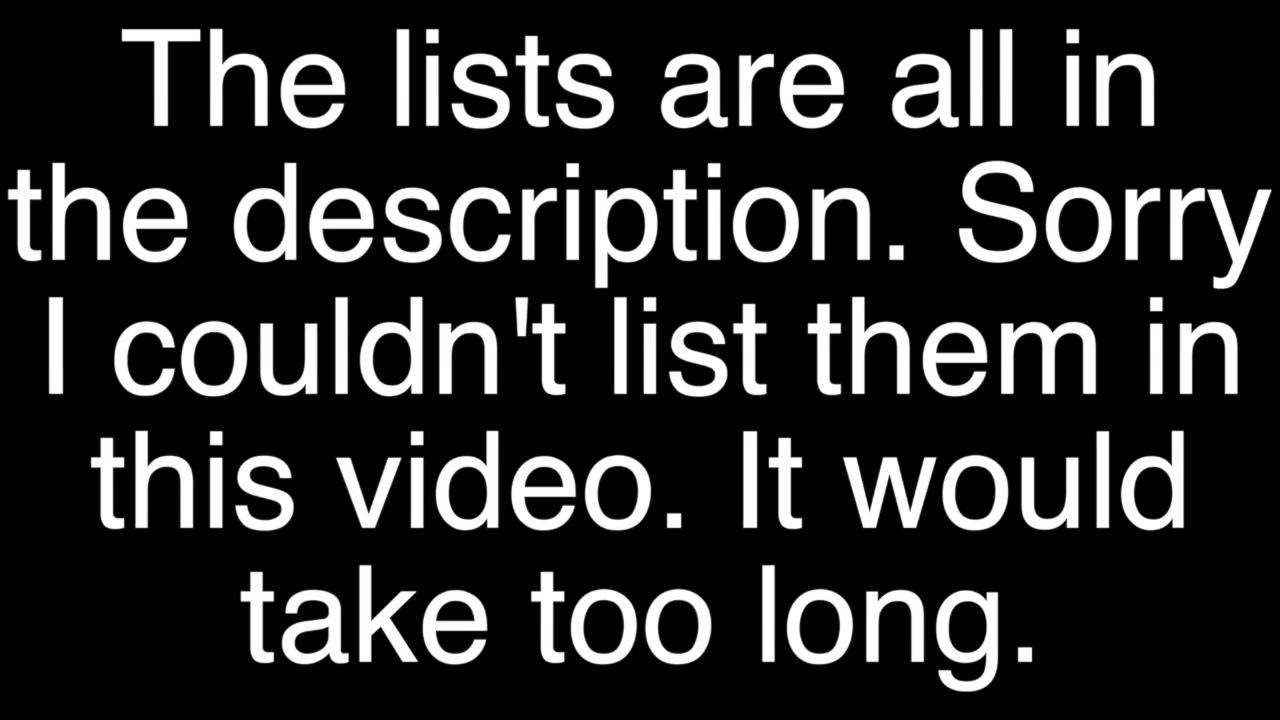 The lists are all in
the description. Sorry
I couldn't list them in
this video. It would
take too long.